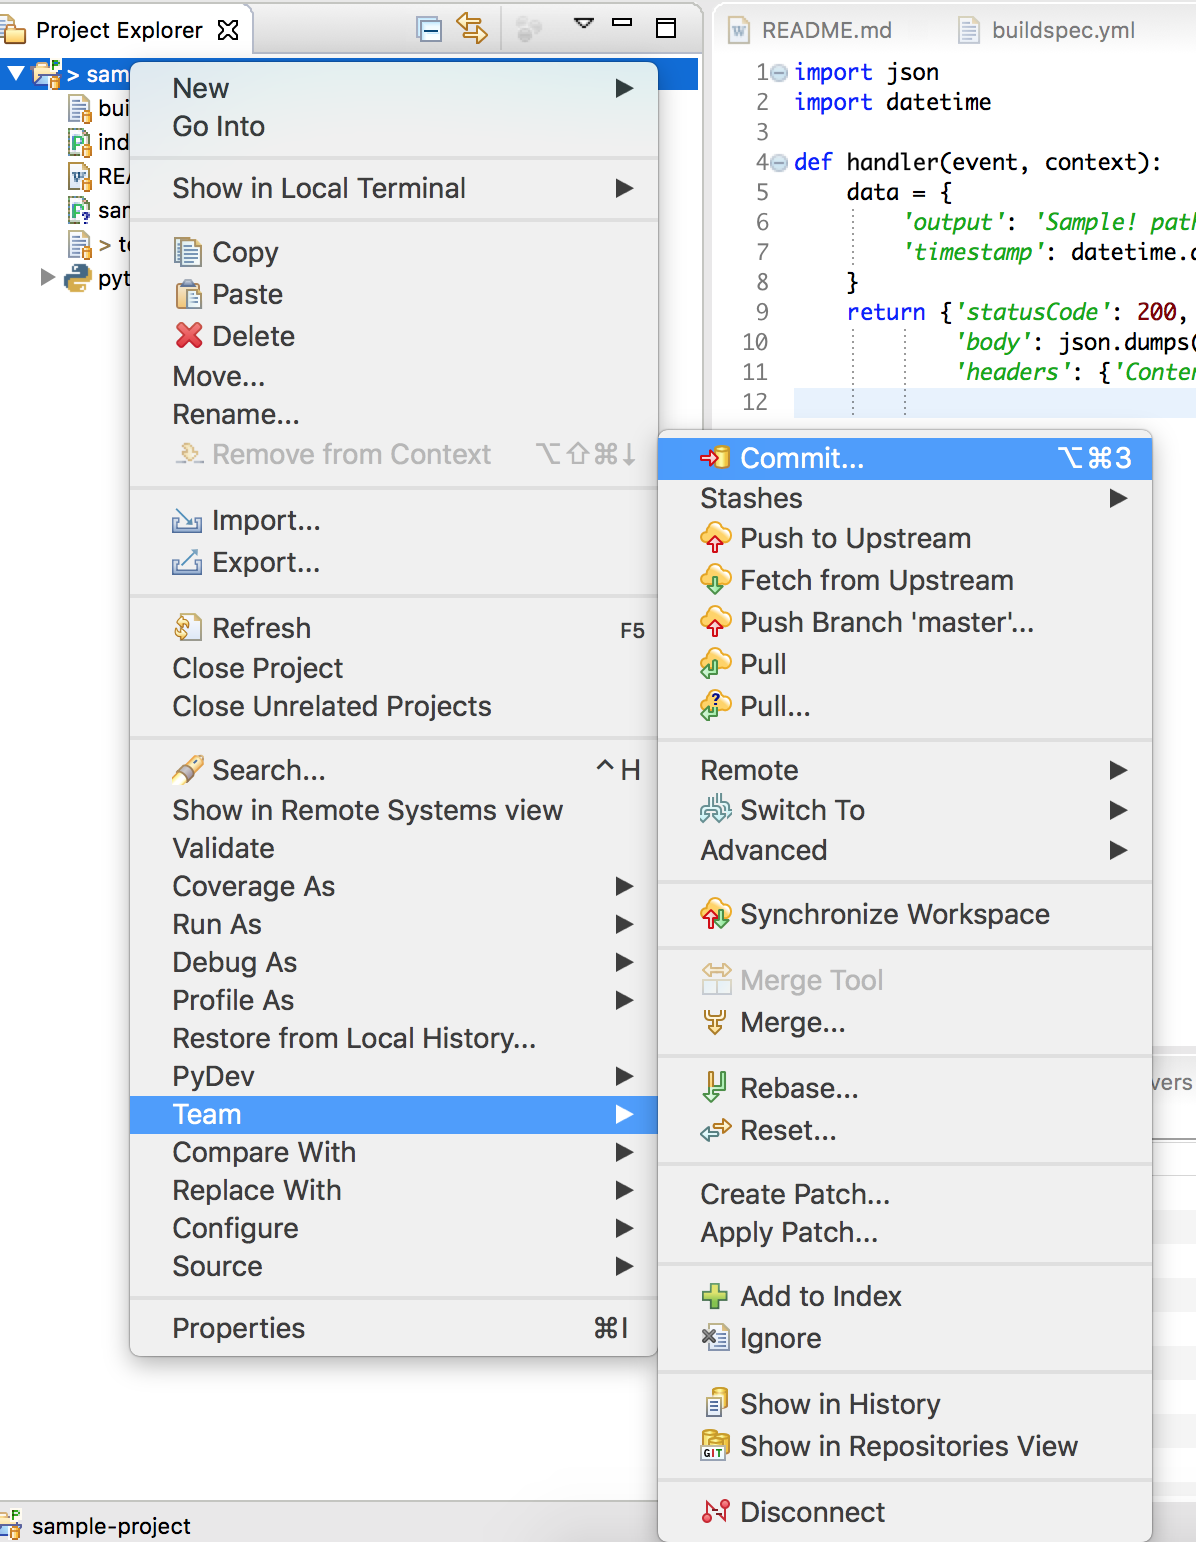 Project Explorer
> sam
bui
ind
REA
sam
> te
pyt
New
Go Into
Show in Local Terminal
Copy
Paste
Delete
Move...
Rename...
Remove from Context ⌥⇧⌘↓
Import...
Export...
Refresh F5
Close Project
Close Unrelated Projects
Search... ^H
Show in Remote Systems view
Validate
Coverage As
Run As
Debug As
Profile As
Restore from Local History...
PyDev
Team
Compare With
Replace With
Configure
Source
Properties ⌘I
README.md buildspec.yml
1 import json
2 import datetime
3
4 def handler(event, context):
5 data = {
6 'output': 'Sample! path
7 'timestamp': datetime.
8 }
9 return {'statusCode': 200,
10 'body': json.dumps(
11 'headers': {'Conten
12
Commit... ⌥⌘3
Stashes
Push to Upstream
Fetch from Upstream
Push Branch 'master'...
Pull
Pull...
Remote
Switch To
Advanced
Synchronize Workspace
Merge Tool
Merge...
Rebase...
Reset...
Create Patch...
Apply Patch...
Add to Index
Ignore
Show in History
GIT Show in Repositories View
Disconnect
vers
sample-project